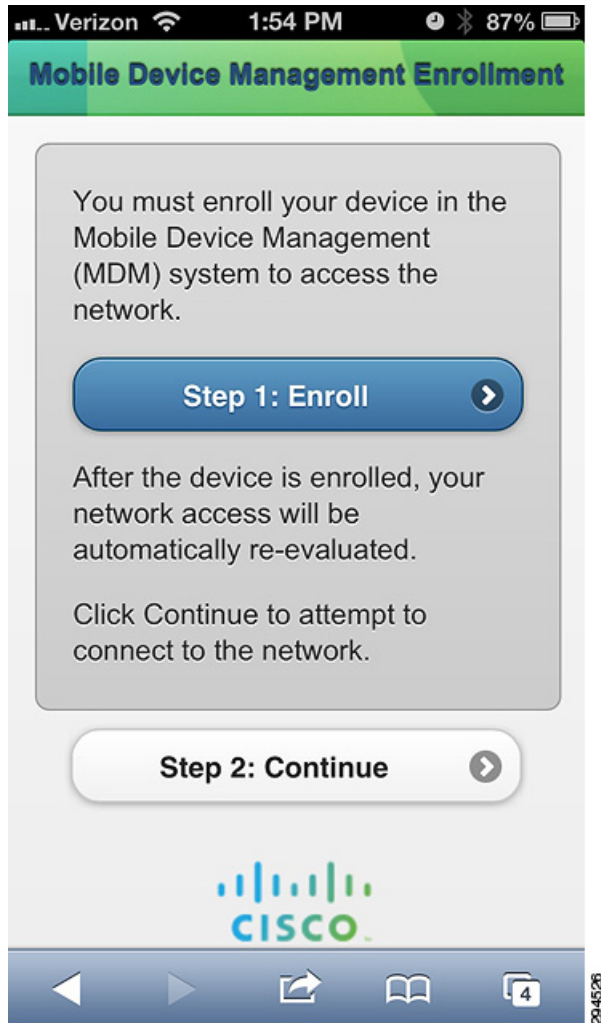 Verizon 1:54 PM 87%
Mobile Device Management Enrollment
You must enroll your device in the
Mobile Device Management
(MDM) system to access the
network.
Step 1: Enroll
After the device is enrolled, your
network access will be
automatically re-evaluated.
Click Continue to attempt to
connect to the network.
Step 2: Continue
CISCO
4
294526